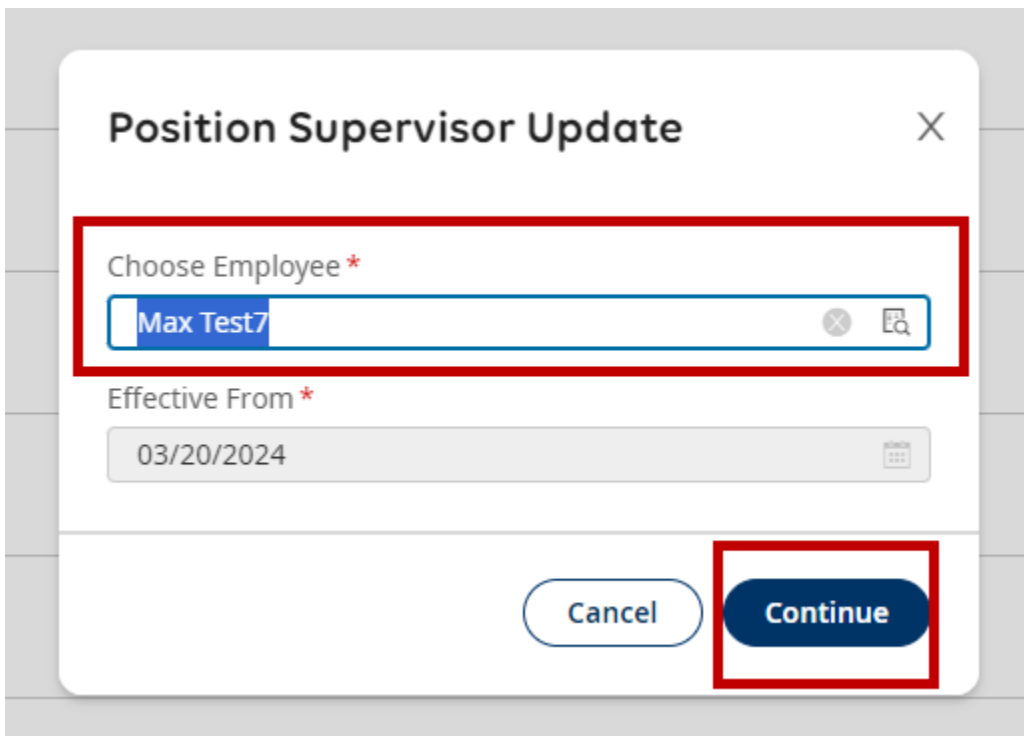 Position Supervisor Update
Choose Employee *
Max Test7
Effective From *
03/20/2024
Cancel
Continue